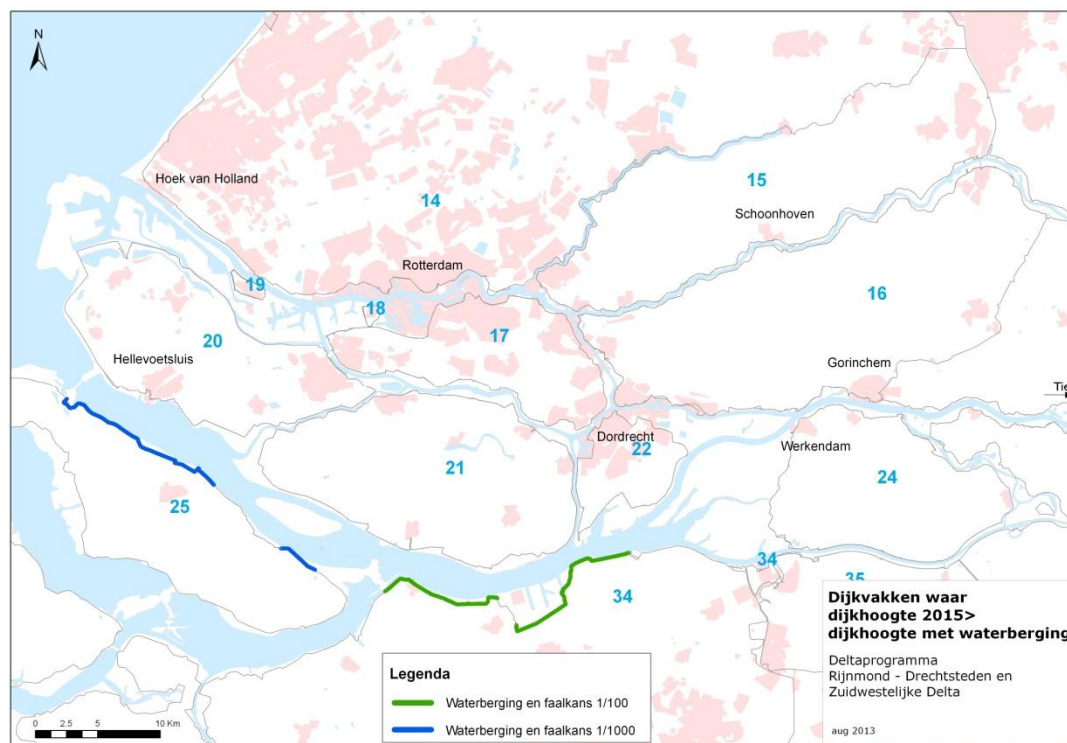 N
Hoek van Holland
14
15
Schoonhoven
Rotterdam
19
18
16
17
20
Hellevoetsluis
Gorinchem
Tie
Dordrecht
22
Werkendam
21
24
25
34
35
34
Dijkvakken waar
dijkhoogte 2015>
dijkhoogte met waterberging
Deltaprogramma
Rijnmond - Drechtsteden en
Zuidwestelijke Delta
aug 2013
Legenda
Waterberging en faalkans 1/100
Waterberging en faalkans 1/1000
0 2.5 5 10 Km